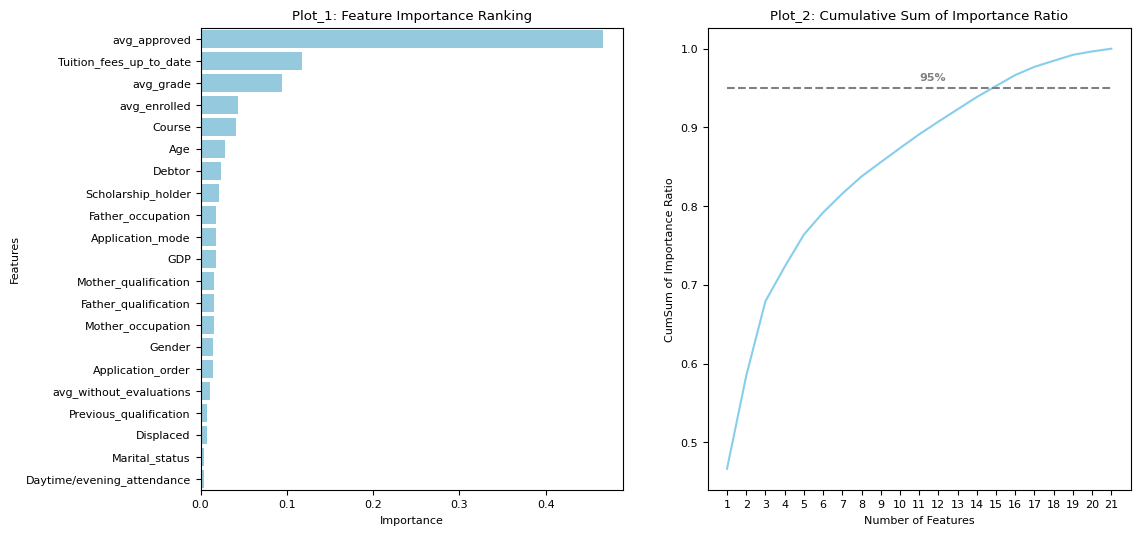 Plot_1: Feature Importance Ranking
Features
avg_approved
Tuition_fees_up_to_date
avg_grade
avg_enrolled
Course
Age
Debtor
Scholarship_holder
Father_occupation
Application_mode
GDP
Mother_qualification
Father_qualification
Mother_occupation
Gender
Application_order
avg_without_evaluations
Previous_qualification
Displaced
Marital_status
Daytime/evening_attendance
0.0 0.1 0.2 0.3 0.4
Importance
Plot_2: Cumulative Sum of Importance Ratio
CumSum of Importance Ratio
1.0
0.9
0.8
0.7
0.6
0.5
95%
1 2 3 4 5 6 7 8 9 10 11 12 13 14 15 16 17 18 19 20 21
Number of Features